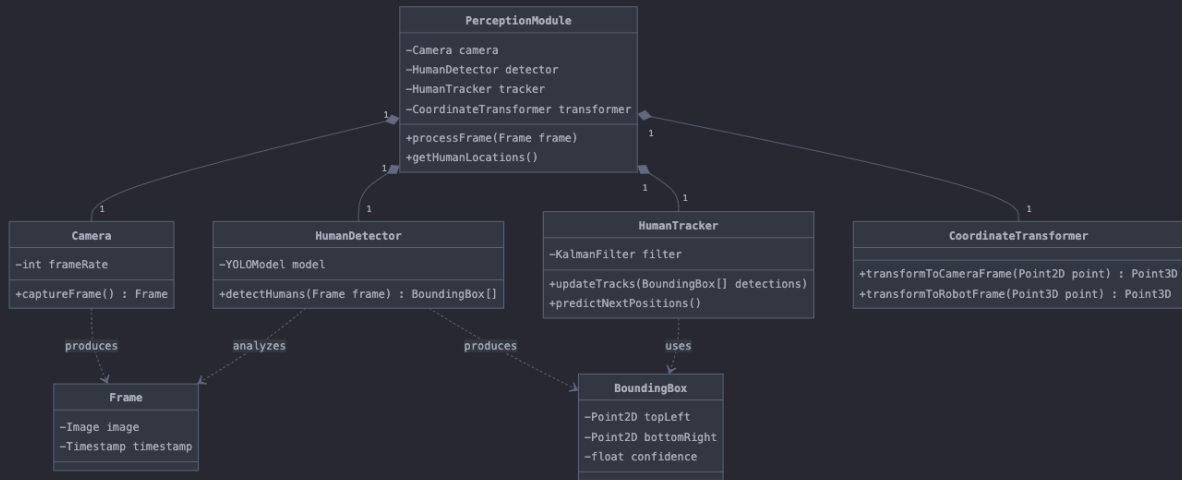 PerceptionModule
-Camera camera
-HumanDetector detector
-HumanTracker tracker
-CoordinateTransformer transformer
+processFrame(Frame frame)
+getHumanLocations()
1
1
1
1
1
1
1
1
Camera
-int frameRate
+captureFrame() : Frame
HumanDetector
-YOLOModel model
+detectHumans(Frame frame) : BoundingBox[]
HumanTracker
-KalmanFilter filter
+updateTracks(BoundingBox[] detections)
+predictNextPositions()
CoordinateTransformer
+transformToCameraFrame(Point2D point) : Point3D
+transformToRobotFrame(Point3D point) : Point3D
produces
analyzes
produces
uses
Frame
-Image image
-Timestamp timestamp
BoundingBox
-Point2D topLeft
-Point2D bottomRight
-float confidence